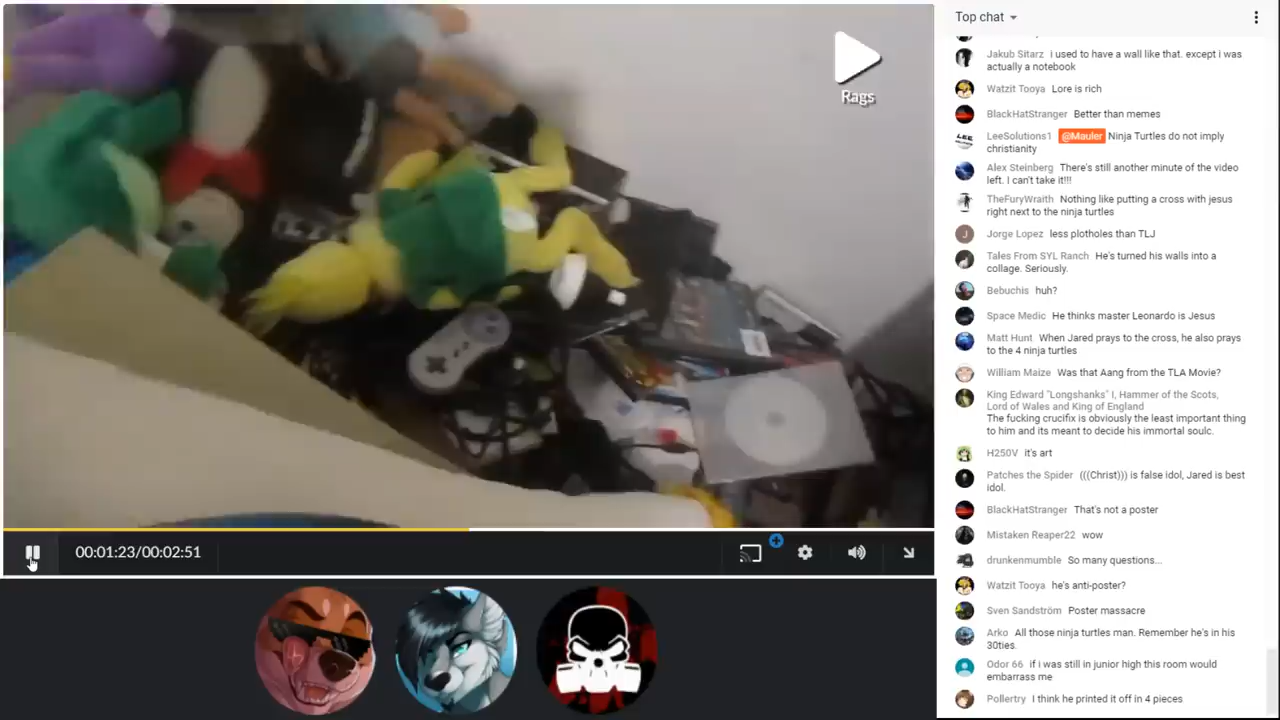 Rags
00:01:23/00:02:51
Top chat
Jakub Sitarz i used to have a wall like that. except i was
actually a notebook
Watzit Tooya Lore is rich
BlackHatStranger Better than memes
LeeSolutions1 @Mauler Ninja Turtles do not imply
christianity
Alex Steinberg There's still another minute of the video
left. I can't take it!!!
TheFuryWraith Nothing like putting a cross with jesus
right next to the ninja turtles
Jorge Lopez less plotholes than TLJ
Tales From SYL Ranch He's turned his walls into a
collage. Seriously.
Bebuchis huh?
Space Medic He thinks master Leonardo is Jesus
Matt Hunt When Jared prays to the cross, he also prays
to the 4 ninja turtles
William Maize Was that Aang from the TLA Movie?
King Edward "Longshanks" I, Hammer of the Scots,
Lord of Wales and King of England
The fucking crucifix is obviously the least important thing
to him and its meant to decide his immortal soulc.
H250V it's art
Patches the Spider (((Christ))) is false idol, Jared is best
idol.
BlackHatStranger That's not a poster
Mistaken Reaper22 wow
drunkenmumble So many questions...
Watzit Tooya he's anti-poster?
Sven Sandström Poster massacre
Arko All those ninja turtles man. Remember he's in his
30ties.
Odor 66 if i was still in junior high this room would
embarrass me
Pollertry I think he printed it off in 4 pieces